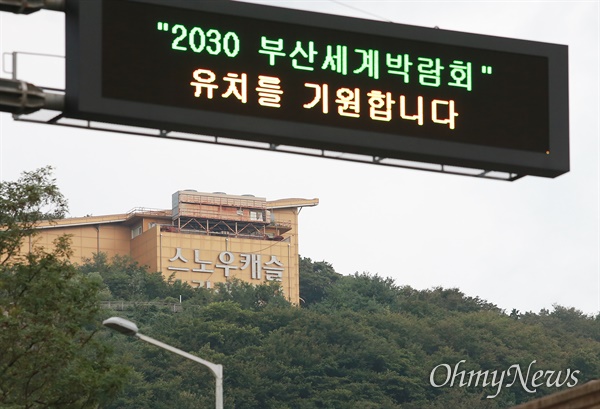 "2030 부산세계박람회"
유치를 기원합니다
스노우캐슬
OhmyNews